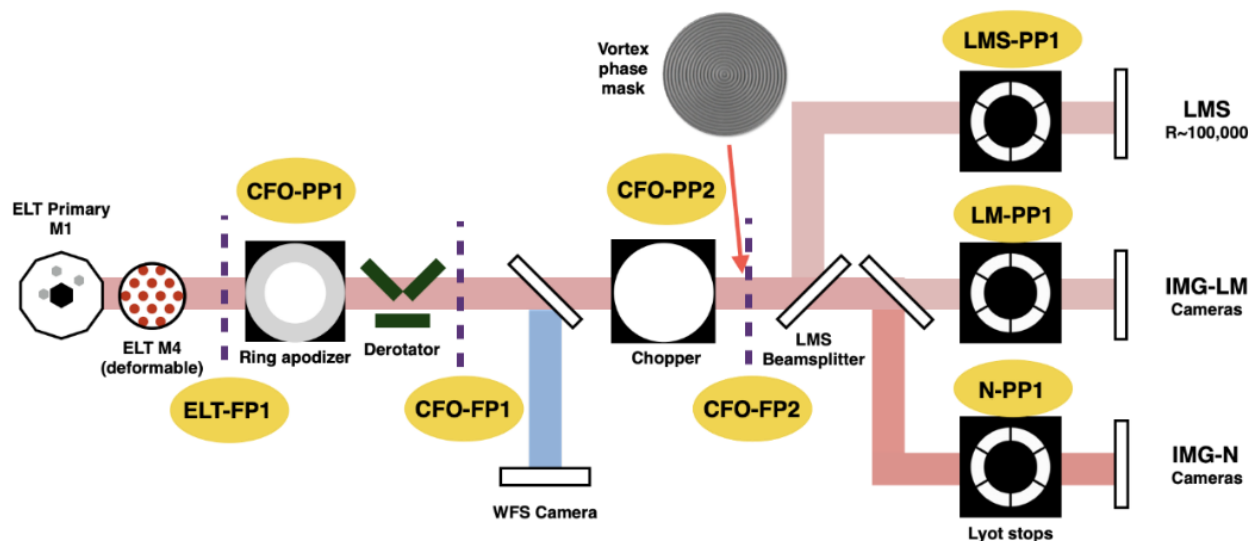 Vortex
phase
mask
LMS-PP1
LMS
R~100,000
CFO-PP1
CFO-PP2
ELT Primary
M1
LM-PP1
IMG-LM
Cameras
ELT M4
(deformable)
Ring apodizer
Derotator
Chopper
LMS
Beamsplitter
ELT-FP1
CFO-FP1
CFO-FP2
N-PP1
IMG-N
Cameras
WFS Camera
Lyot stops